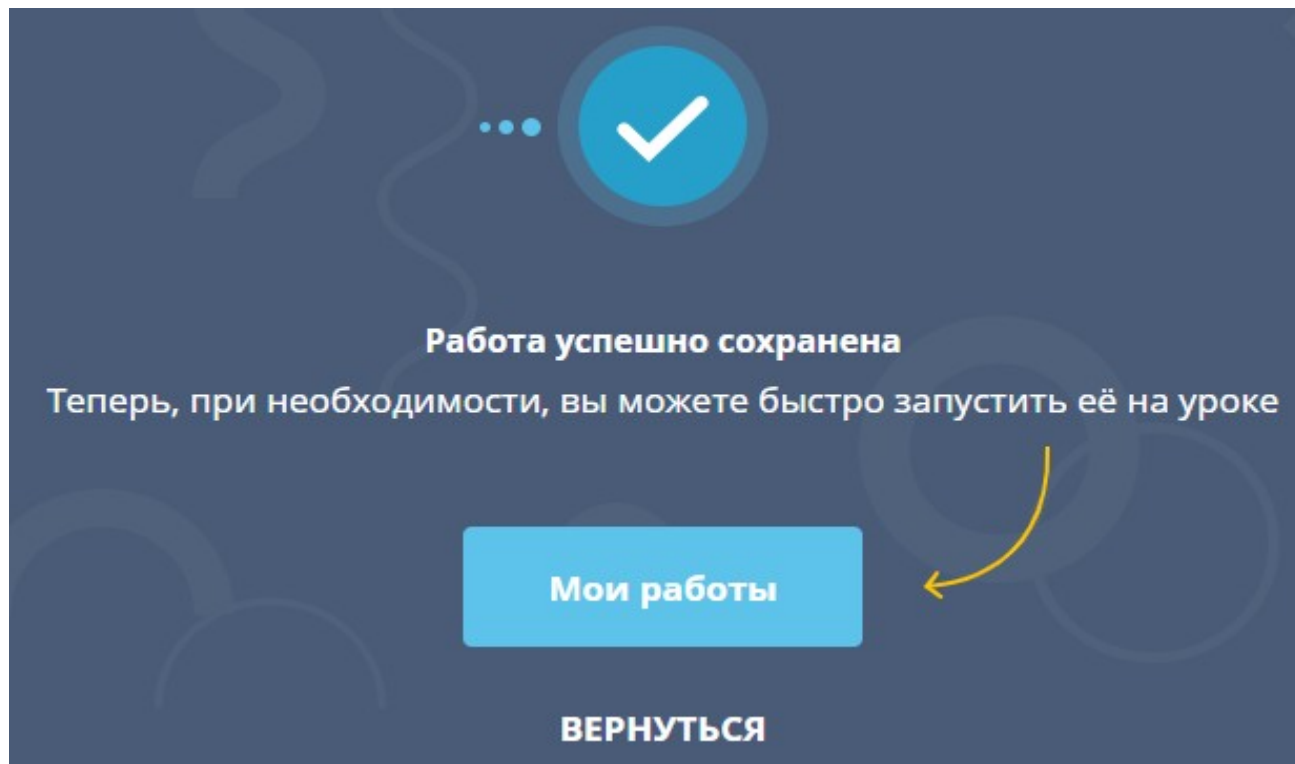 Работа успешно сохранена
Теперь, при необходимости, вы можете быстро запустить её на уроке
Мои работы
ВЕРНУТЬСЯ